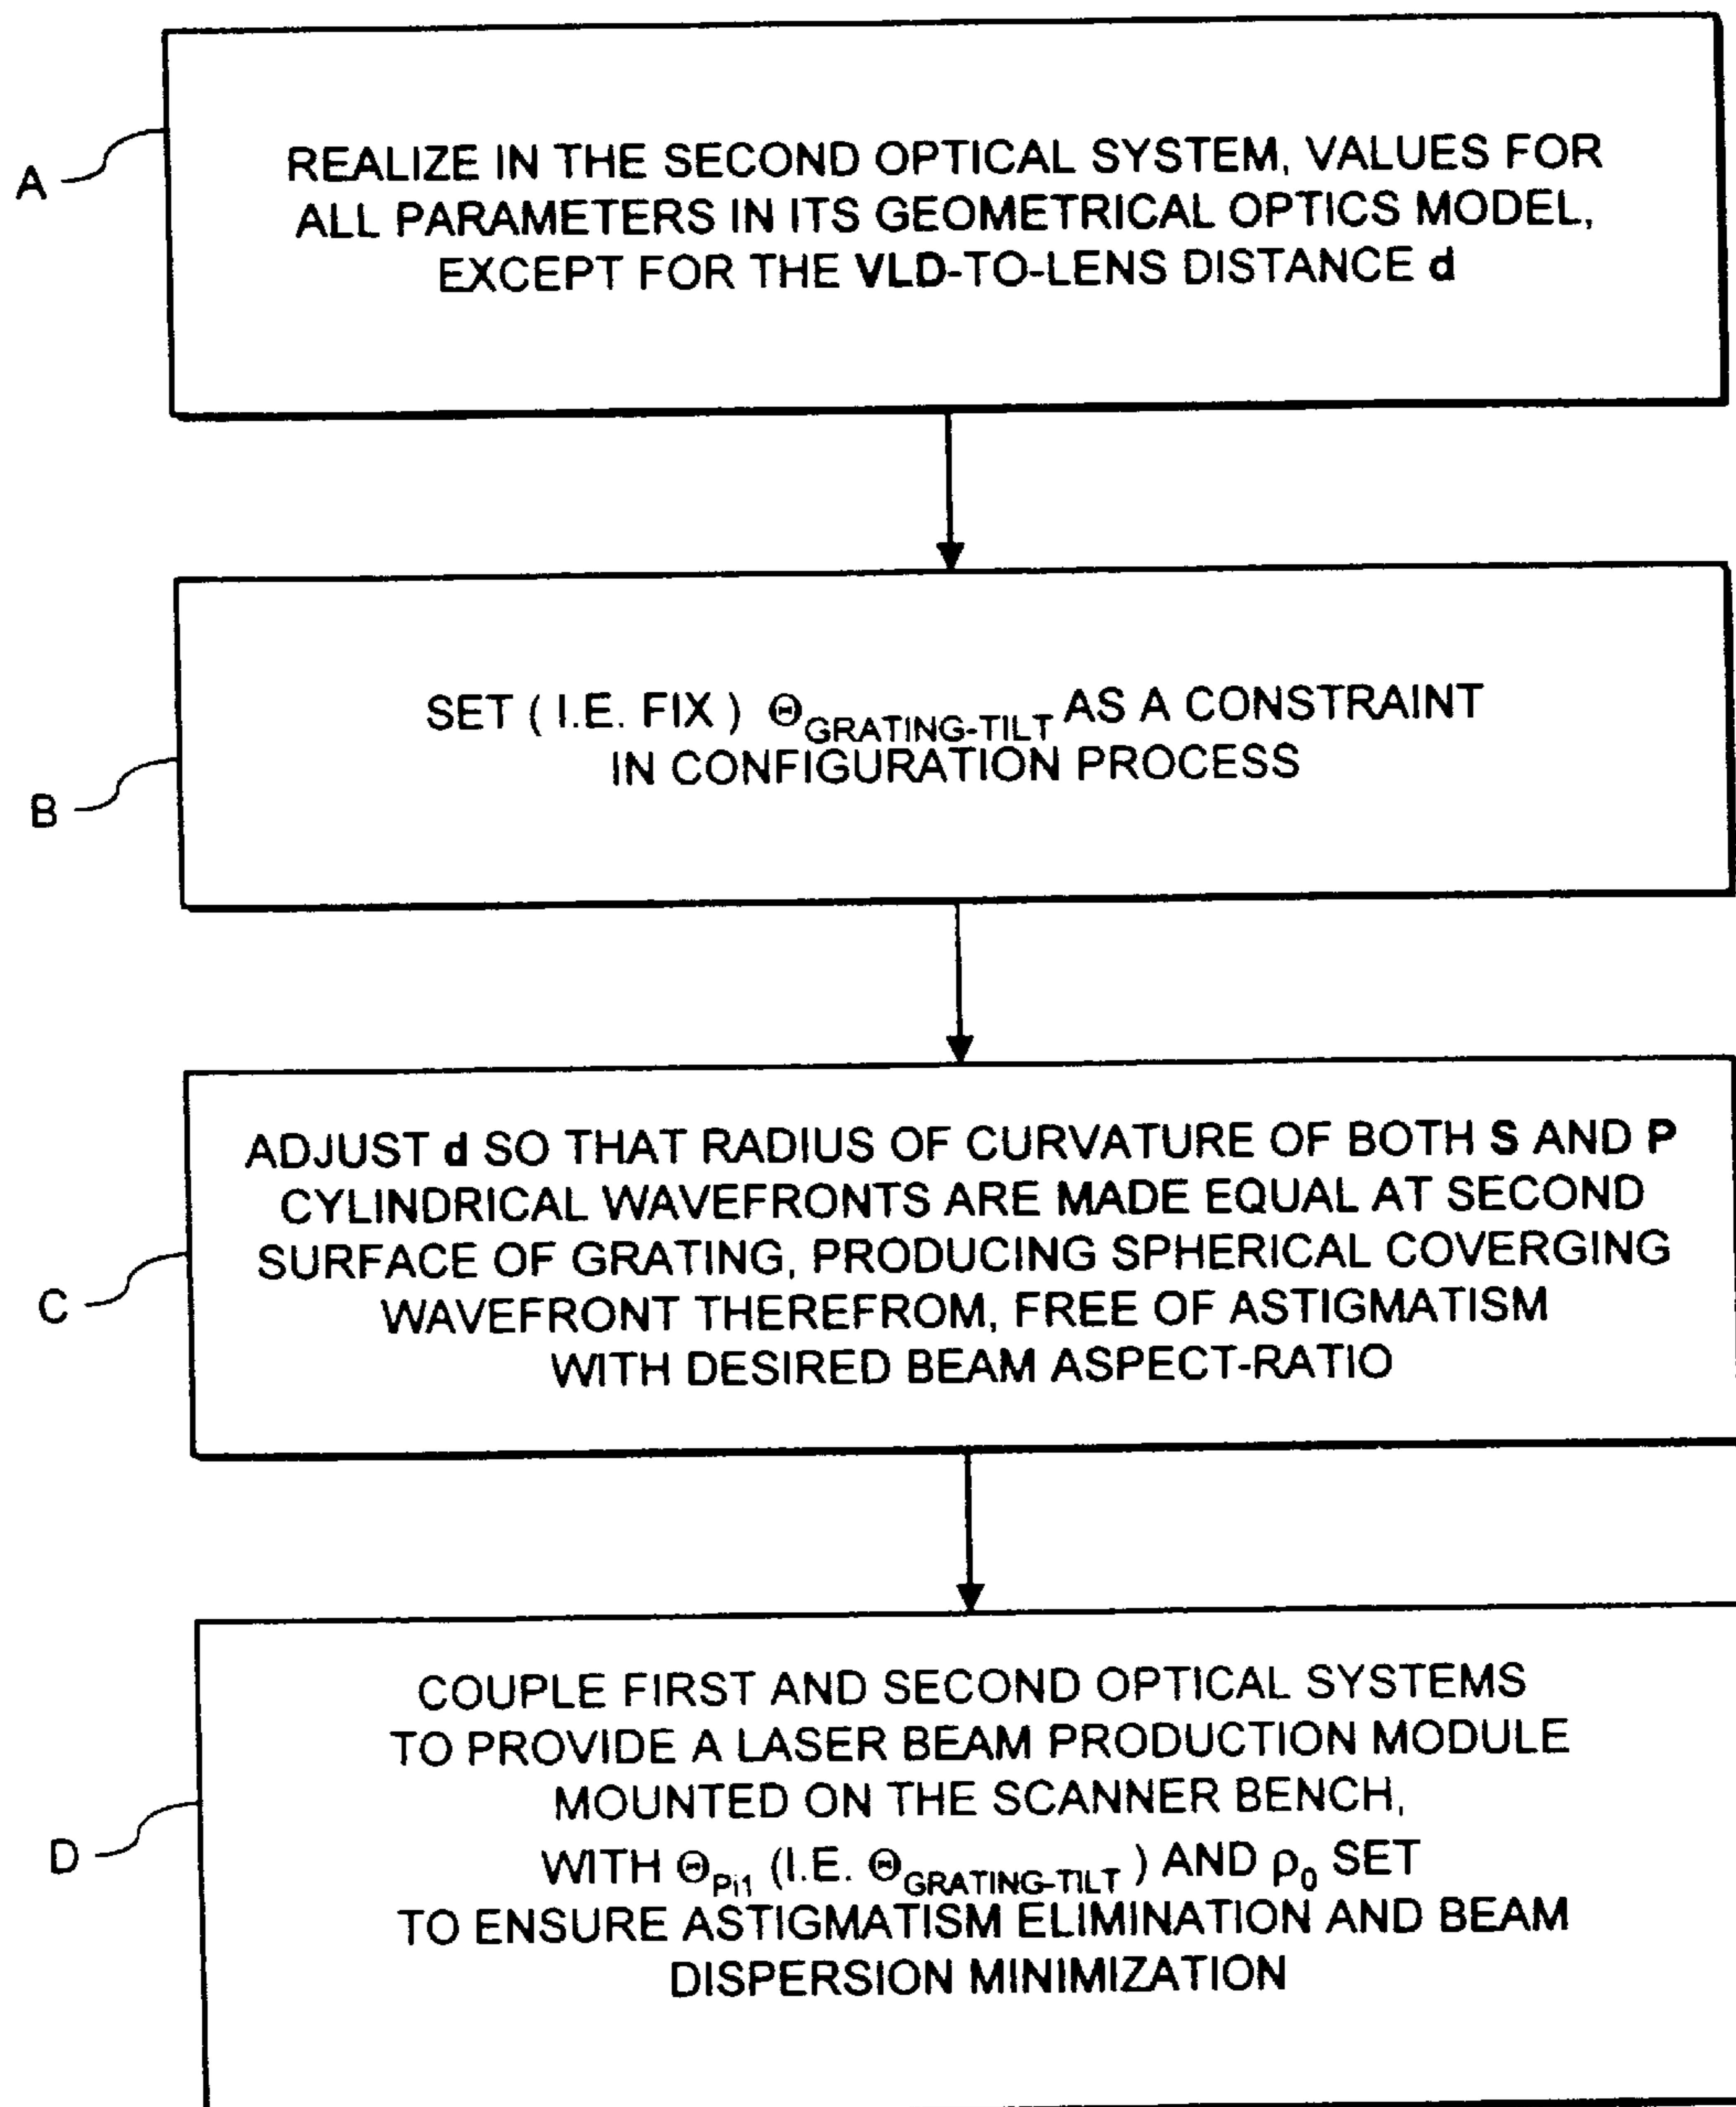 A
REALIZE IN THE SECOND OPTICAL SYSTEM, VALUES FOR
ALL PARAMETERS IN ITS GEOMETRICAL OPTICS MODEL,
EXCEPT FOR THE VLD-TO-LENS DISTANCE d
B
SET ( I.E. FIX ) Θ_GRATING-TILT AS A CONSTRAINT
IN CONFIGURATION PROCESS
C
ADJUST d SO THAT RADIUS OF CURVATURE OF BOTH S AND P
CYLINDRICAL WAVEFRONTS ARE MADE EQUAL AT SECOND
SURFACE OF GRATING, PRODUCING SPHERICAL COVERGING
WAVEFRONT THEREFROM, FREE OF ASTIGMATISM
WITH DESIRED BEAM ASPECT-RATIO
D
COUPLE FIRST AND SECOND OPTICAL SYSTEMS
TO PROVIDE A LASER BEAM PRODUCTION MODULE
MOUNTED ON THE SCANNER BENCH,
WITH Θ_Pi1 (I.E. Θ_GRATING-TILT ) AND ρ_0 SET
TO ENSURE ASTIGMATISM ELIMINATION AND BEAM
DISPERSION MINIMIZATION